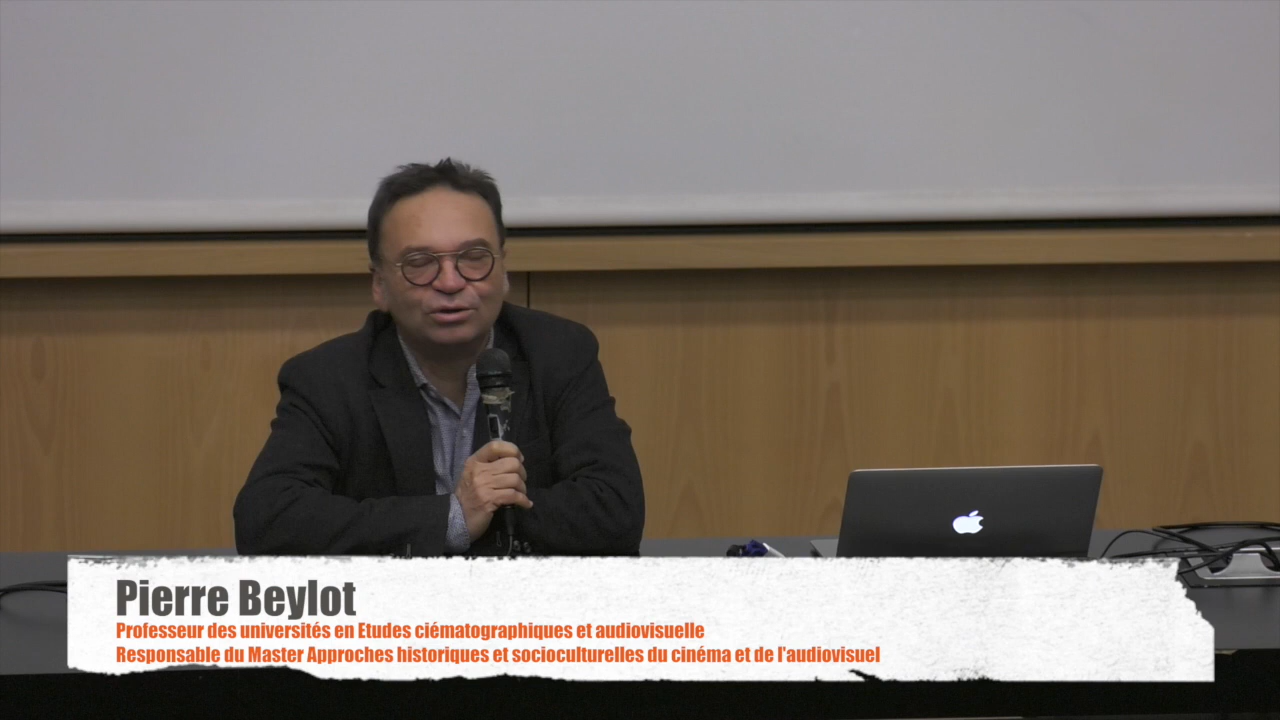 Pierre Beylot
Professeur des universités en Etudes ciématographiques et audiovisuelle
Responsable du Master Approches historiques et socioculturelles du cinéma et de l'audiovisuel